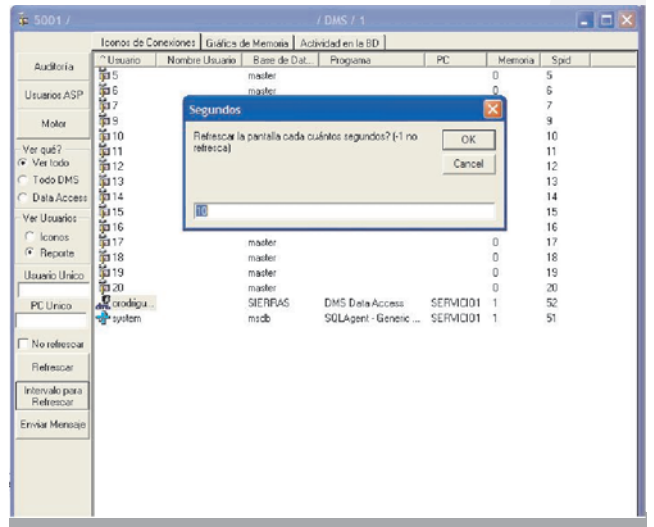 5001 / / DMS / 1
Iconos de Conexiones Gráfica de Memoria Actividad en la BD
Auditoría
Usuarios ASP
Motor
Ver qué?
Ver todo
Todo DMS
Data Access
Ver Usuarios
Iconos
Reporte
Usuario Unico
PC Unico
No refrescar
Refrescar
Intervalo para
Refrescar
Enviar Mensaje
^ Usuario Nombre Usuario Base de Dat... Programa PC Memoria Spid
5 master 0 5
6 master 0 6
7 7
9 9
10 10
11 11
12 12
13 13
14 14
15 15
16 16
17 master 0 17
18 master 0 18
19 master 0 19
20 master 0 20
crodrigu... SIERRAS DMS Data Access SERVICIO1 1 52
system msdb SQLAgent - Generic ... SERVICIO1 1 51
Segundos
Refrescar la pantalla cada cuántos segundos? (-1 no
refresca)
OK
Cancel
10